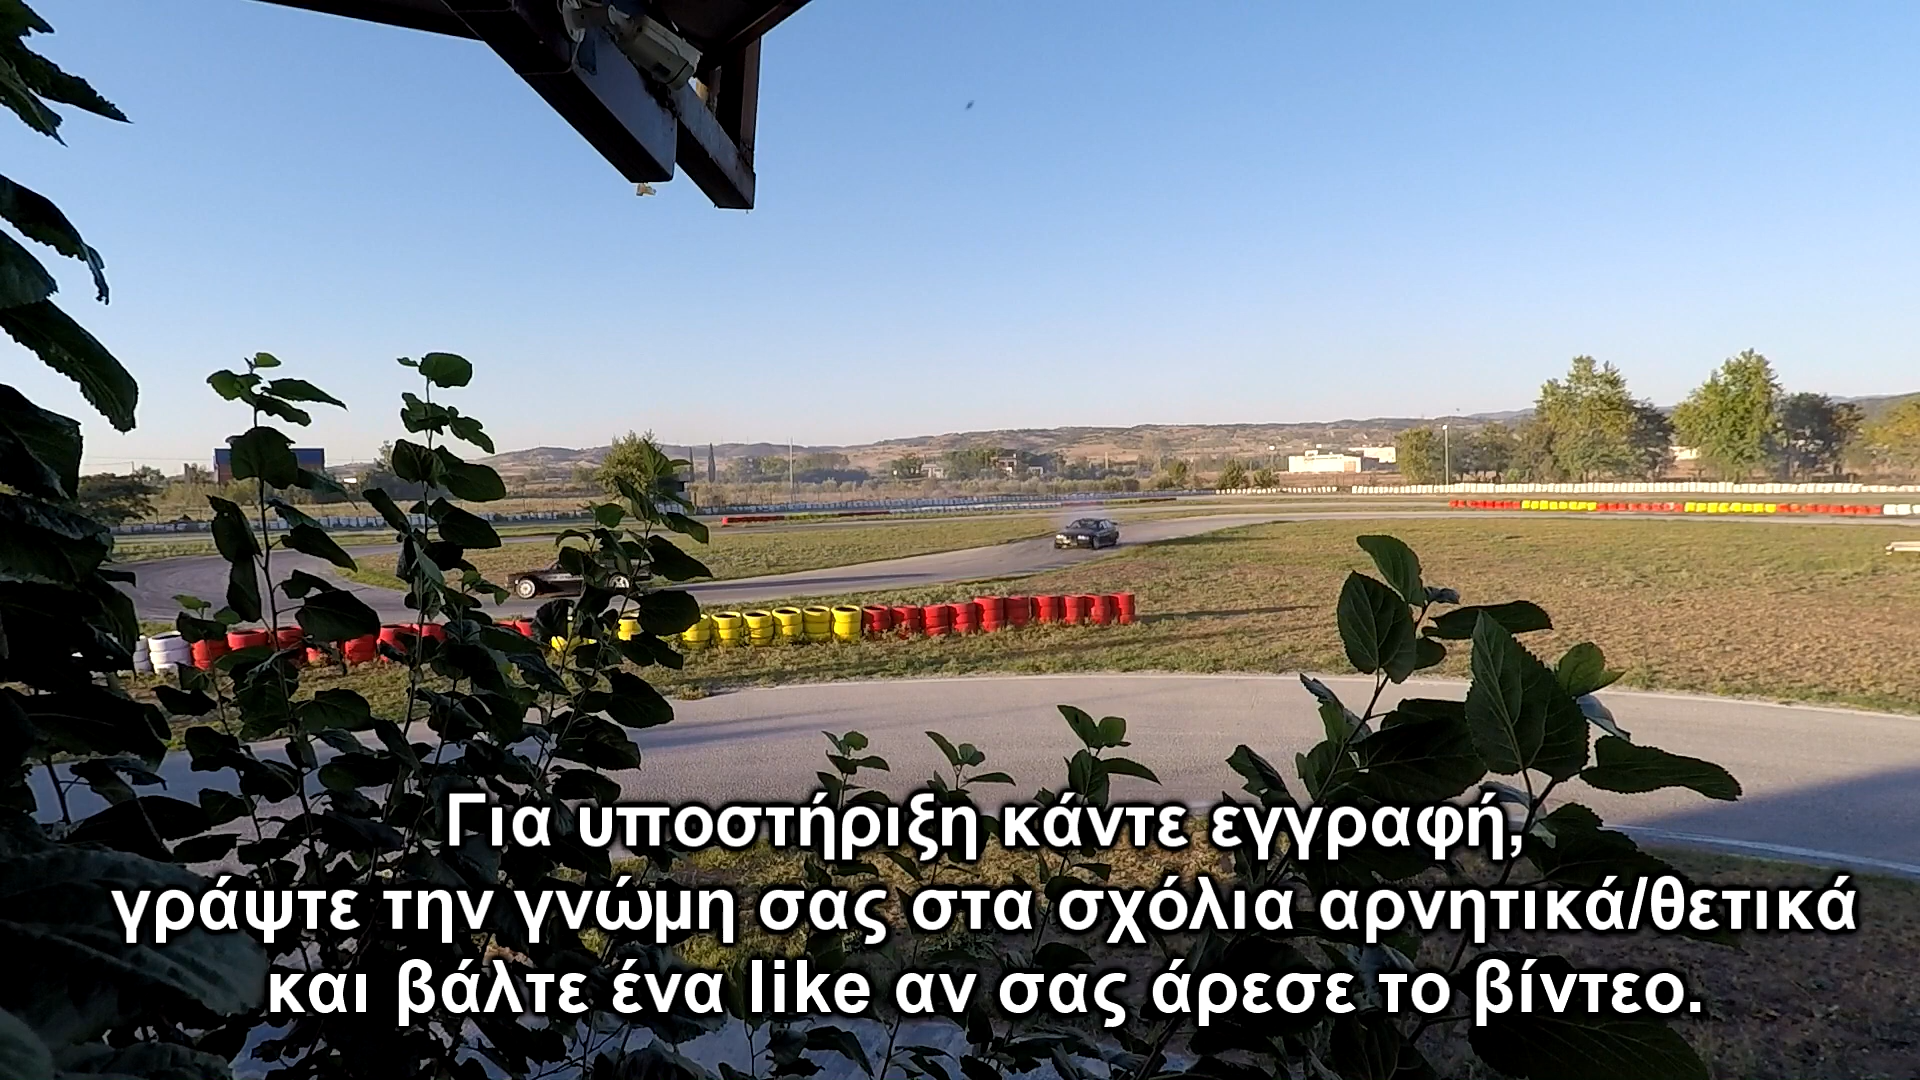 Για υποστήριξη κάντε εγγραφή,
γράψτε την γνώμη σας στα σχόλια αρνητικά/θετικά
και βάλτε ένα like αν σας άρεσε το βίντεο.